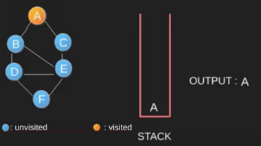 A
B
C
D
E
F
A
OUTPUT : A
: unvisited
: visited
STACK